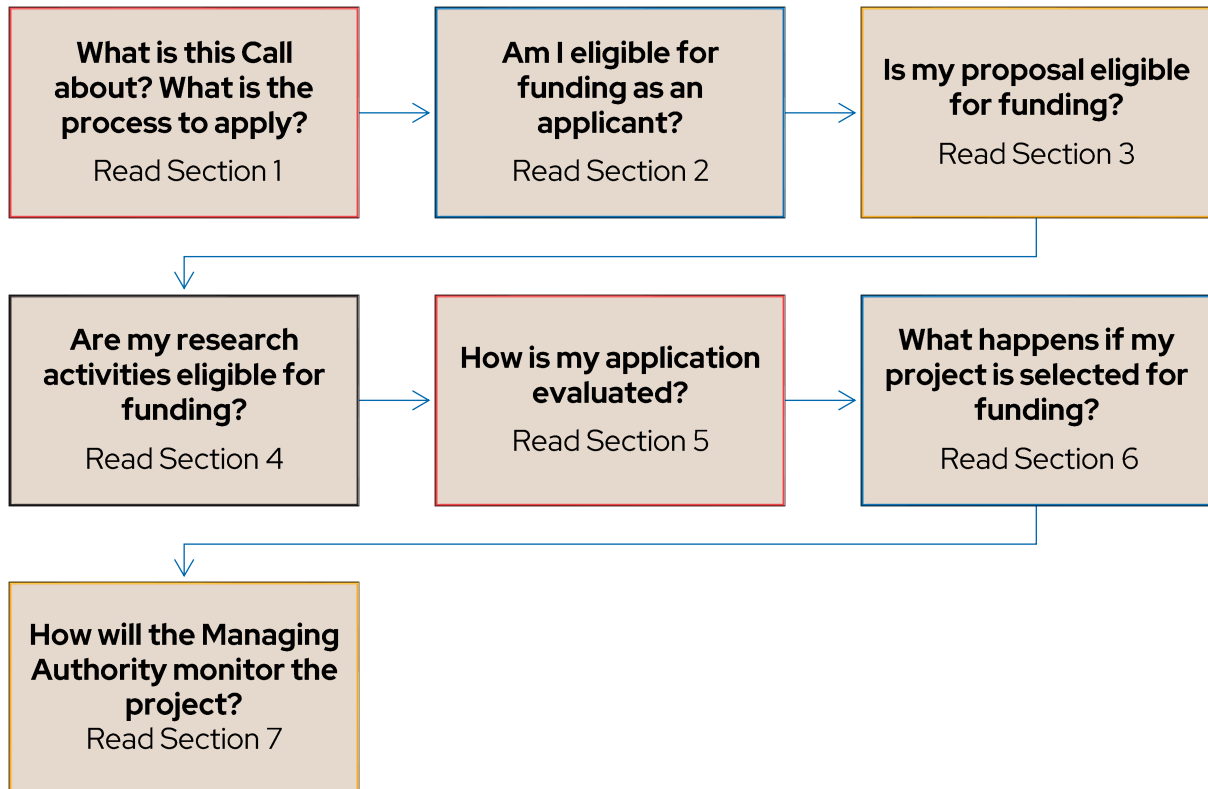 What is this Call
about? What is the
process to apply?
Read Section 1
Am I eligible for
funding as an
applicant?
Read Section 2
Is my proposal eligible
for funding?
Read Section 3
Are my research
activities eligible for
funding?
Read Section 4
How is my application
evaluated?
Read Section 5
What happens if my
project is selected for
funding?
Read Section 6
How will the Managing
Authority monitor the
project?
Read Section 7